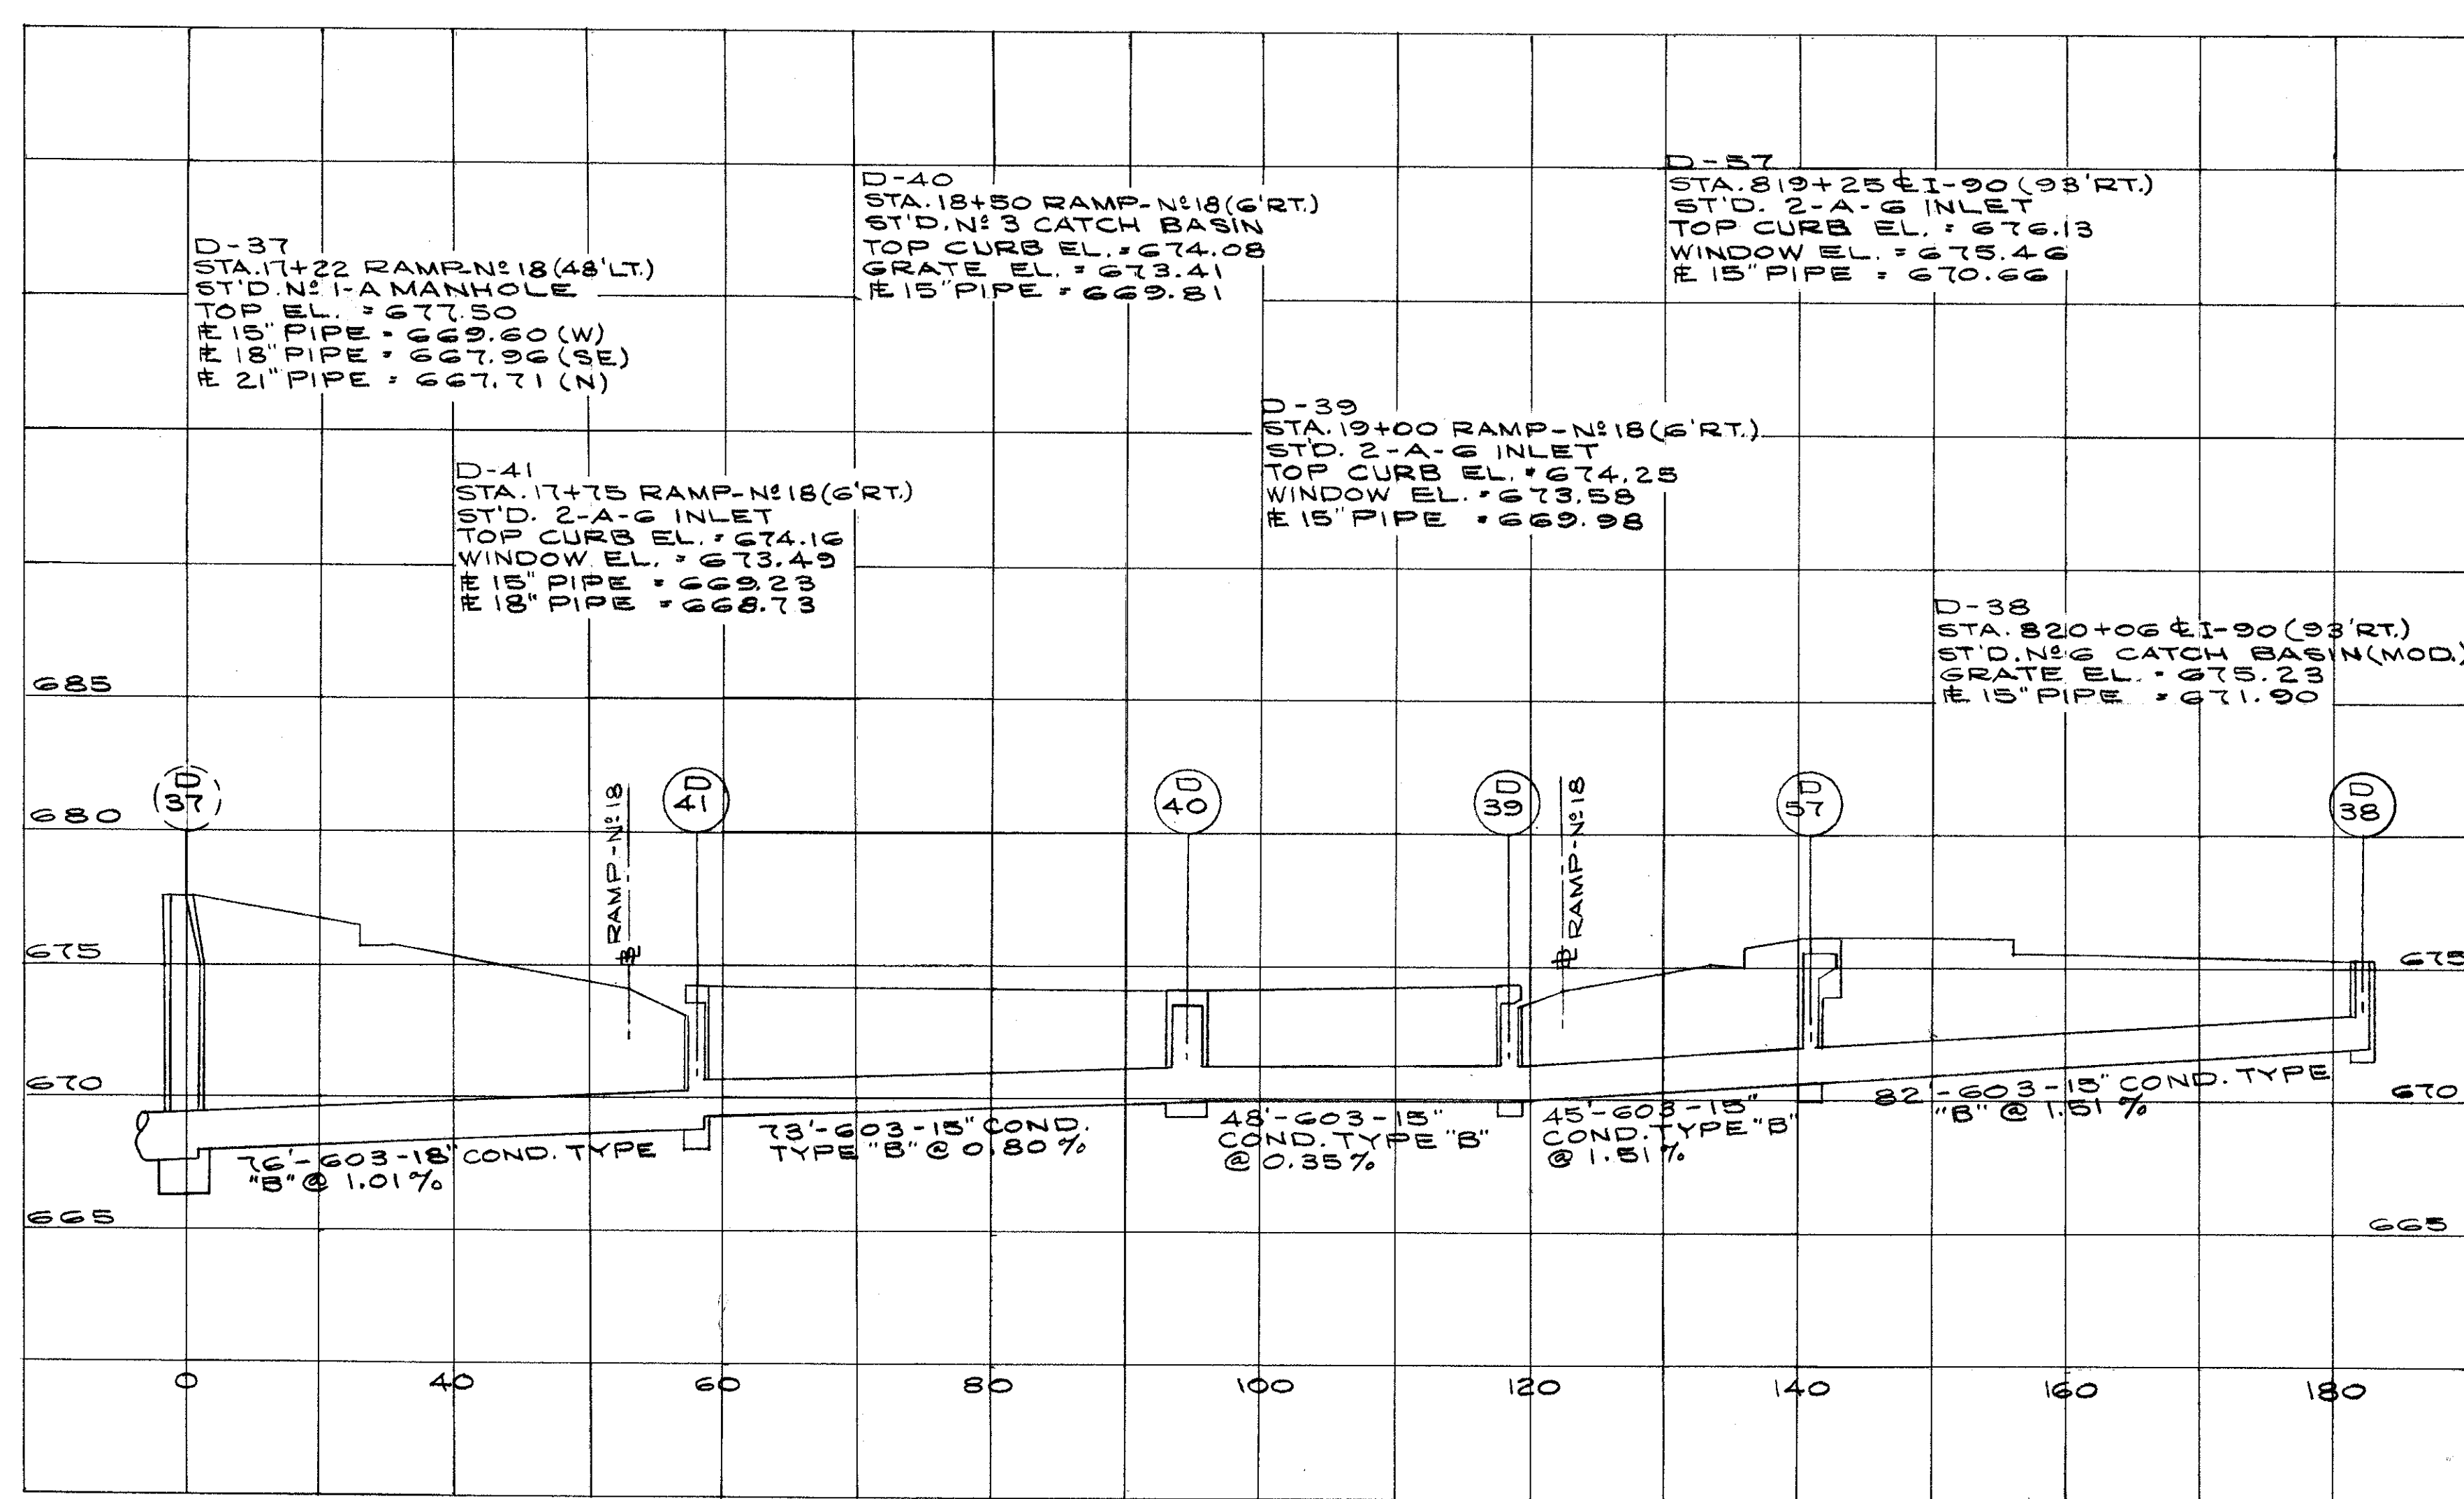 D-37
STA.17+22 RAMP-Nº18(48'LT.)
ST'D.Nº 1-A MANHOLE
TOP EL. = 677.50
℄ 15" PIPE = 669.60 (W)
℄ 18" PIPE = 667.96 (SE)
℄ 21" PIPE = 667.71 (N)
D-40
STA.18+50 RAMP-Nº18(6'RT.)
ST'D.Nº 3 CATCH BASIN
TOP CURB EL. = 674.08
GRATE EL. = 673.41
℄ 15" PIPE = 669.81
D-57
STA.819+25 ℄ I-90 (93'RT.)
ST'D. 2-A-6 INLET
TOP CURB EL. = 676.13
WINDOW EL. = 675.46
℄ 15" PIPE = 670.66
D-41
STA.17+75 RAMP-Nº18(6'RT.)
ST'D. 2-A-6 INLET
TOP CURB EL. = 674.16
WINDOW EL. = 673.49
℄ 15" PIPE = 669.23
℄ 18" PIPE = 668.73
D-39
STA.19+00 RAMP-Nº18(6'RT.)
ST'D. 2-A-6 INLET
TOP CURB EL. = 674.25
WINDOW EL. = 673.58
℄ 15" PIPE = 669.98
D-38
STA. 820+06 ℄ I-90 (93'RT.)
ST'D.Nº6 CATCH BASIN(MOD.)
GRATE EL. = 675.23
℄ 15" PIPE = 671.90
685
680
675
670
665
D
37
RAMP-Nº18
D
41
D
40
D
39
℄ RAMP-Nº18
D
57
D
38
675
670
665
76'-603-18" COND. TYPE
"B" @ 1.01%
73'-603-15" COND.
TYPE "B" @ 0.80%
48'-603-15"
COND. TYPE "B"
@ 0.35%
45'-603-15"
COND. TYPE "B"
@ 1.51%
82'-603-15" COND. TYPE
"B" @ 1.51%
0 40 60 80 100 120 140 160 180